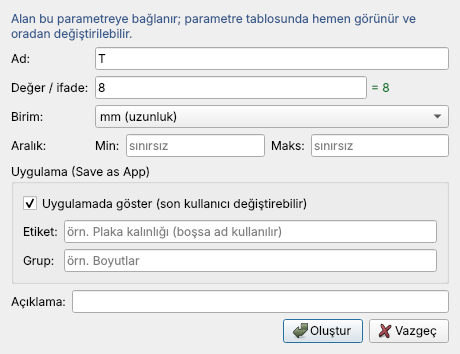 Alan bu parametreye bağlanır; parametre tablosunda hemen görünür ve
oradan değiştirilebilir.
Ad: T
Değer / ifade: 8 = 8
Birim: mm (uzunluk)
Aralık: Min: sınırsız Maks: sınırsız
Uygulama (Save as App)
Uygulamada göster (son kullanıcı değiştirebilir)
Etiket: örn. Plaka kalınlığı (boşsa ad kullanılır)
Grup: örn. Boyutlar
Açıklama:
Oluştur Vazgeç